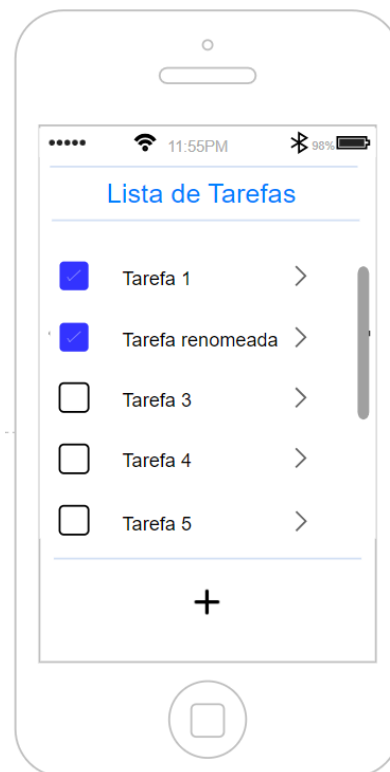 11:55PM 98%
Lista de Tarefas
Tarefa 1
Tarefa renomeada
Tarefa 3
Tarefa 4
Tarefa 5
+